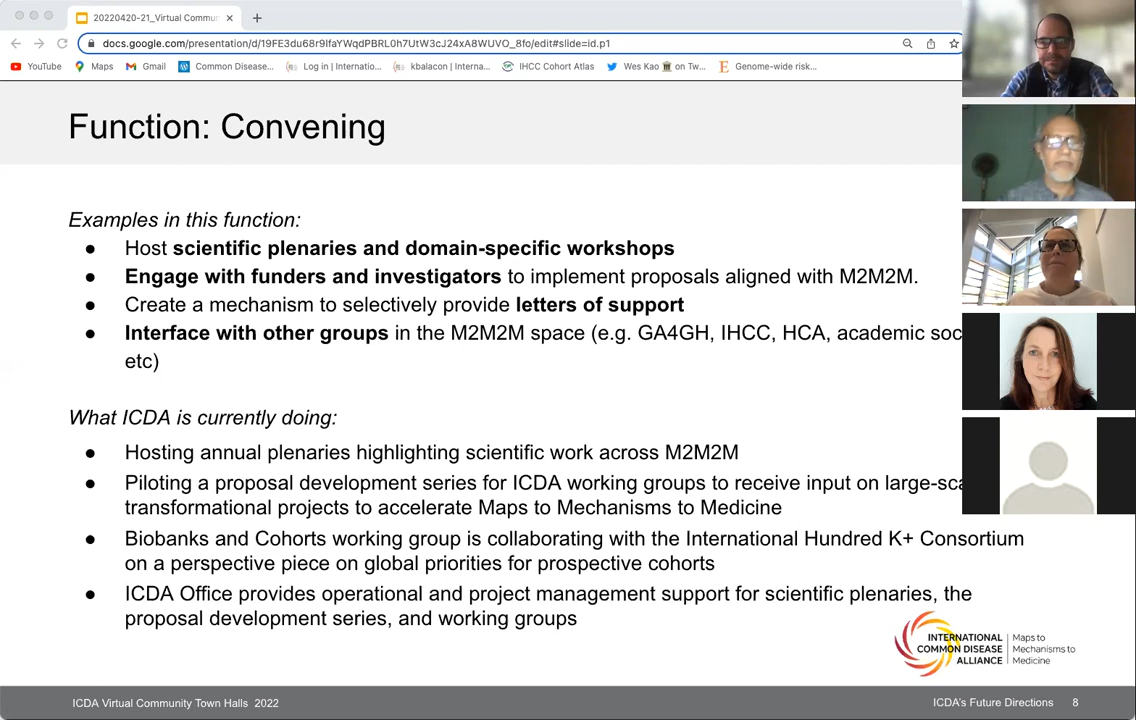 20220420-21_Virtual Commun
docs.google.com/presentation/d/19FE3du68r9IfaYWqdPBRL0h7UtW3cJ24xA8WUVO_8fo/edit#slide=id.p1
YouTube Maps Gmail Common Disease... Log in | Internatio... kbalacon | Interna... IHCC Cohort Atlas Wes Kao 🏛 on Tw... Genome-wide risk...
Function: Convening
Examples in this function:
● Host scientific plenaries and domain-specific workshops
● Engage with funders and investigators to implement proposals aligned with M2M2M.
● Create a mechanism to selectively provide letters of support
● Interface with other groups in the M2M2M space (e.g. GA4GH, IHCC, HCA, academic soc
etc)
What ICDA is currently doing:
● Hosting annual plenaries highlighting scientific work across M2M2M
● Piloting a proposal development series for ICDA working groups to receive input on large-sca
transformational projects to accelerate Maps to Mechanisms to Medicine
● Biobanks and Cohorts working group is collaborating with the International Hundred K+ Consortium
on a perspective piece on global priorities for prospective cohorts
● ICDA Office provides operational and project management support for scientific plenaries, the
proposal development series, and working groups
INTERNATIONAL
COMMON DISEASE
ALLIANCE
Maps to
Mechanisms to
Medicine
ICDA Virtual Community Town Halls 2022
ICDA's Future Directions 8